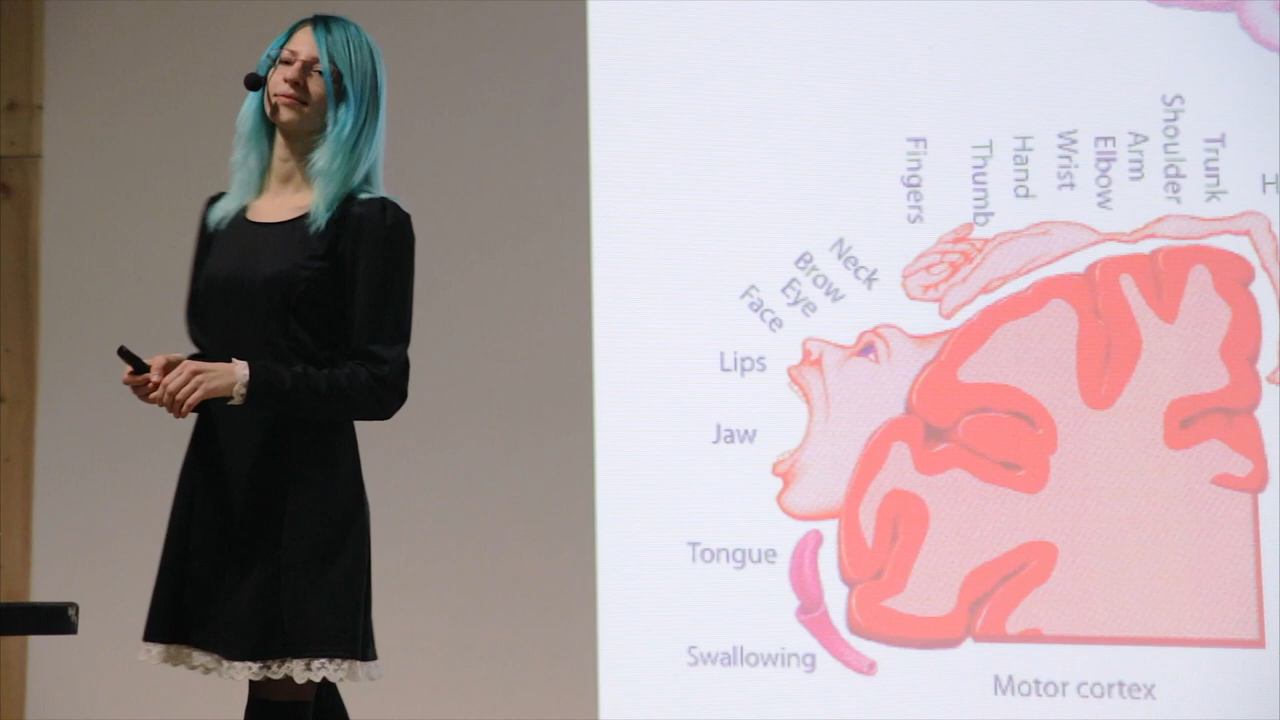 Fingers
Thumb
Hand
Wrist
Elbow
Arm
Shoulder
Trunk
Neck
Brow
Eye
Face
Lips
Jaw
Tongue
Swallowing
Motor cortex